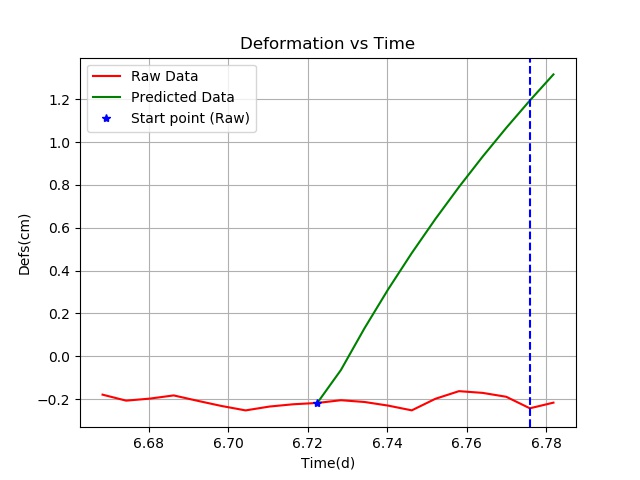 Deformation vs Time
Raw Data
Predicted Data
Start point (Raw)
Defs(cm)
1.2
1.0
0.8
0.6
0.4
0.2
0.0
−0.2
6.68 6.70 6.72 6.74 6.76 6.78
Time(d)